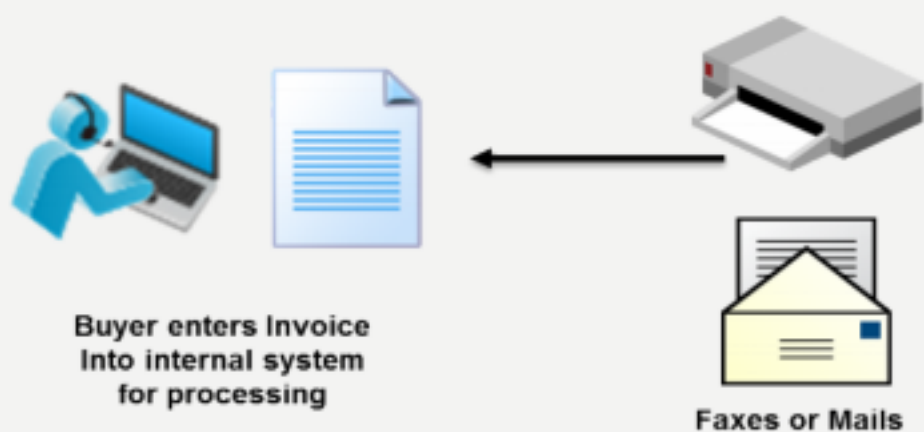 Buyer enters Invoice
Into internal system
for processing
Faxes or Mails